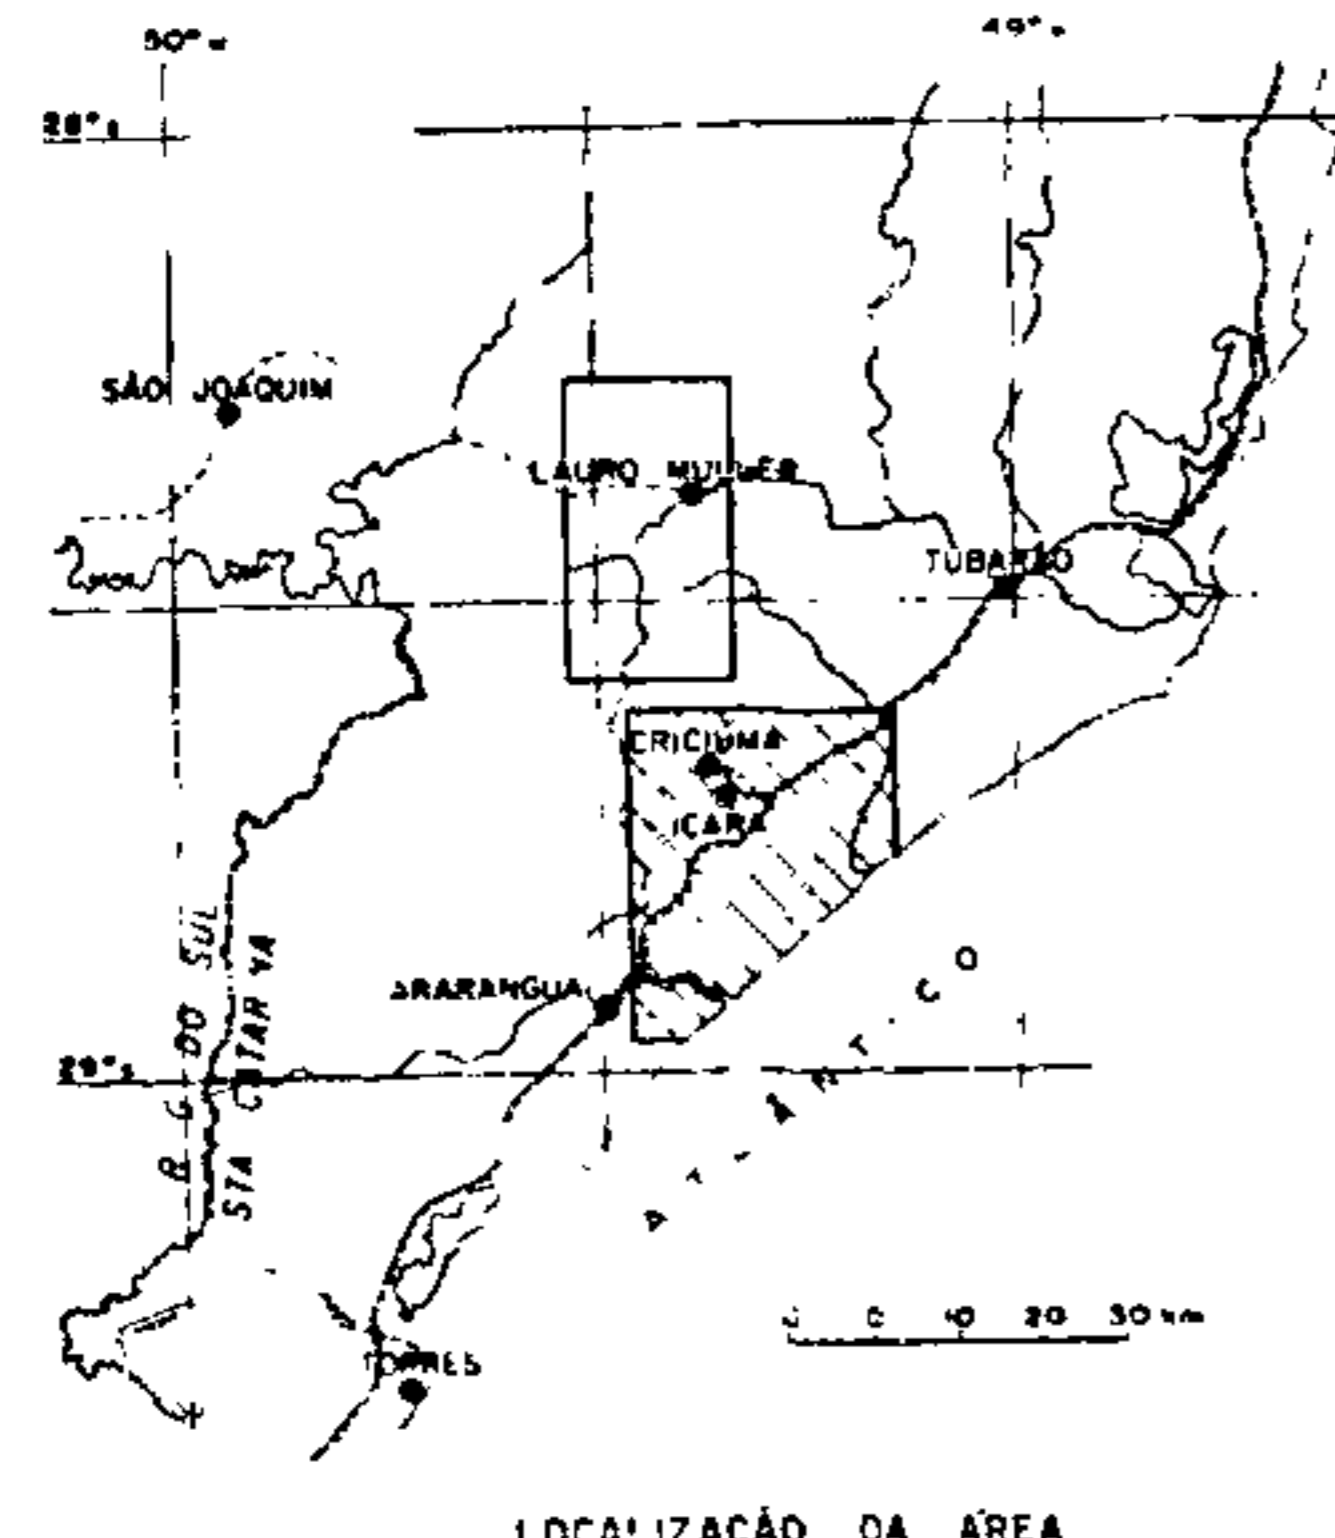 50° W
49° W
28° S
SÃO JOAQUIM
LAURO MULLER
TUBARÃO
CRICIUMA
IÇARA
ARARANGUA
29° S
R G DO SUL
STA CATARINA
ATLÂNTICO
0 10 20 30 km
TORRES
LOCALIZAÇÃO DA ÁREA